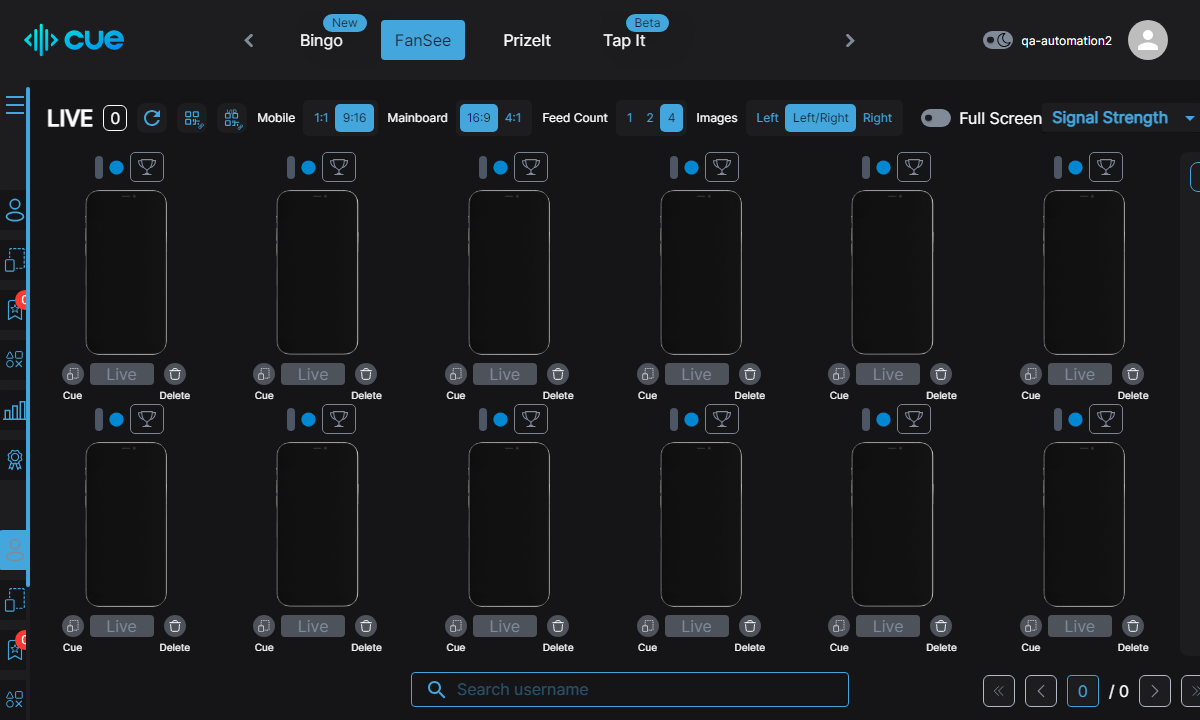 cue
New
Bingo
FanSee
PrizeIt
Beta
Tap It
qa-automation2
LIVE 0
Mobile 1:1 9:16
Mainboard 16:9 4:1
Feed Count 1 2 4
Images Left Left/Right Right
Full Screen
Signal Strength
Live Live Live Live Live Live
Cue Delete Cue Delete Cue Delete Cue Delete Cue Delete Cue Delete
Live Live Live Live Live Live
Cue Delete Cue Delete Cue Delete Cue Delete Cue Delete Cue Delete
Search username
0 / 0